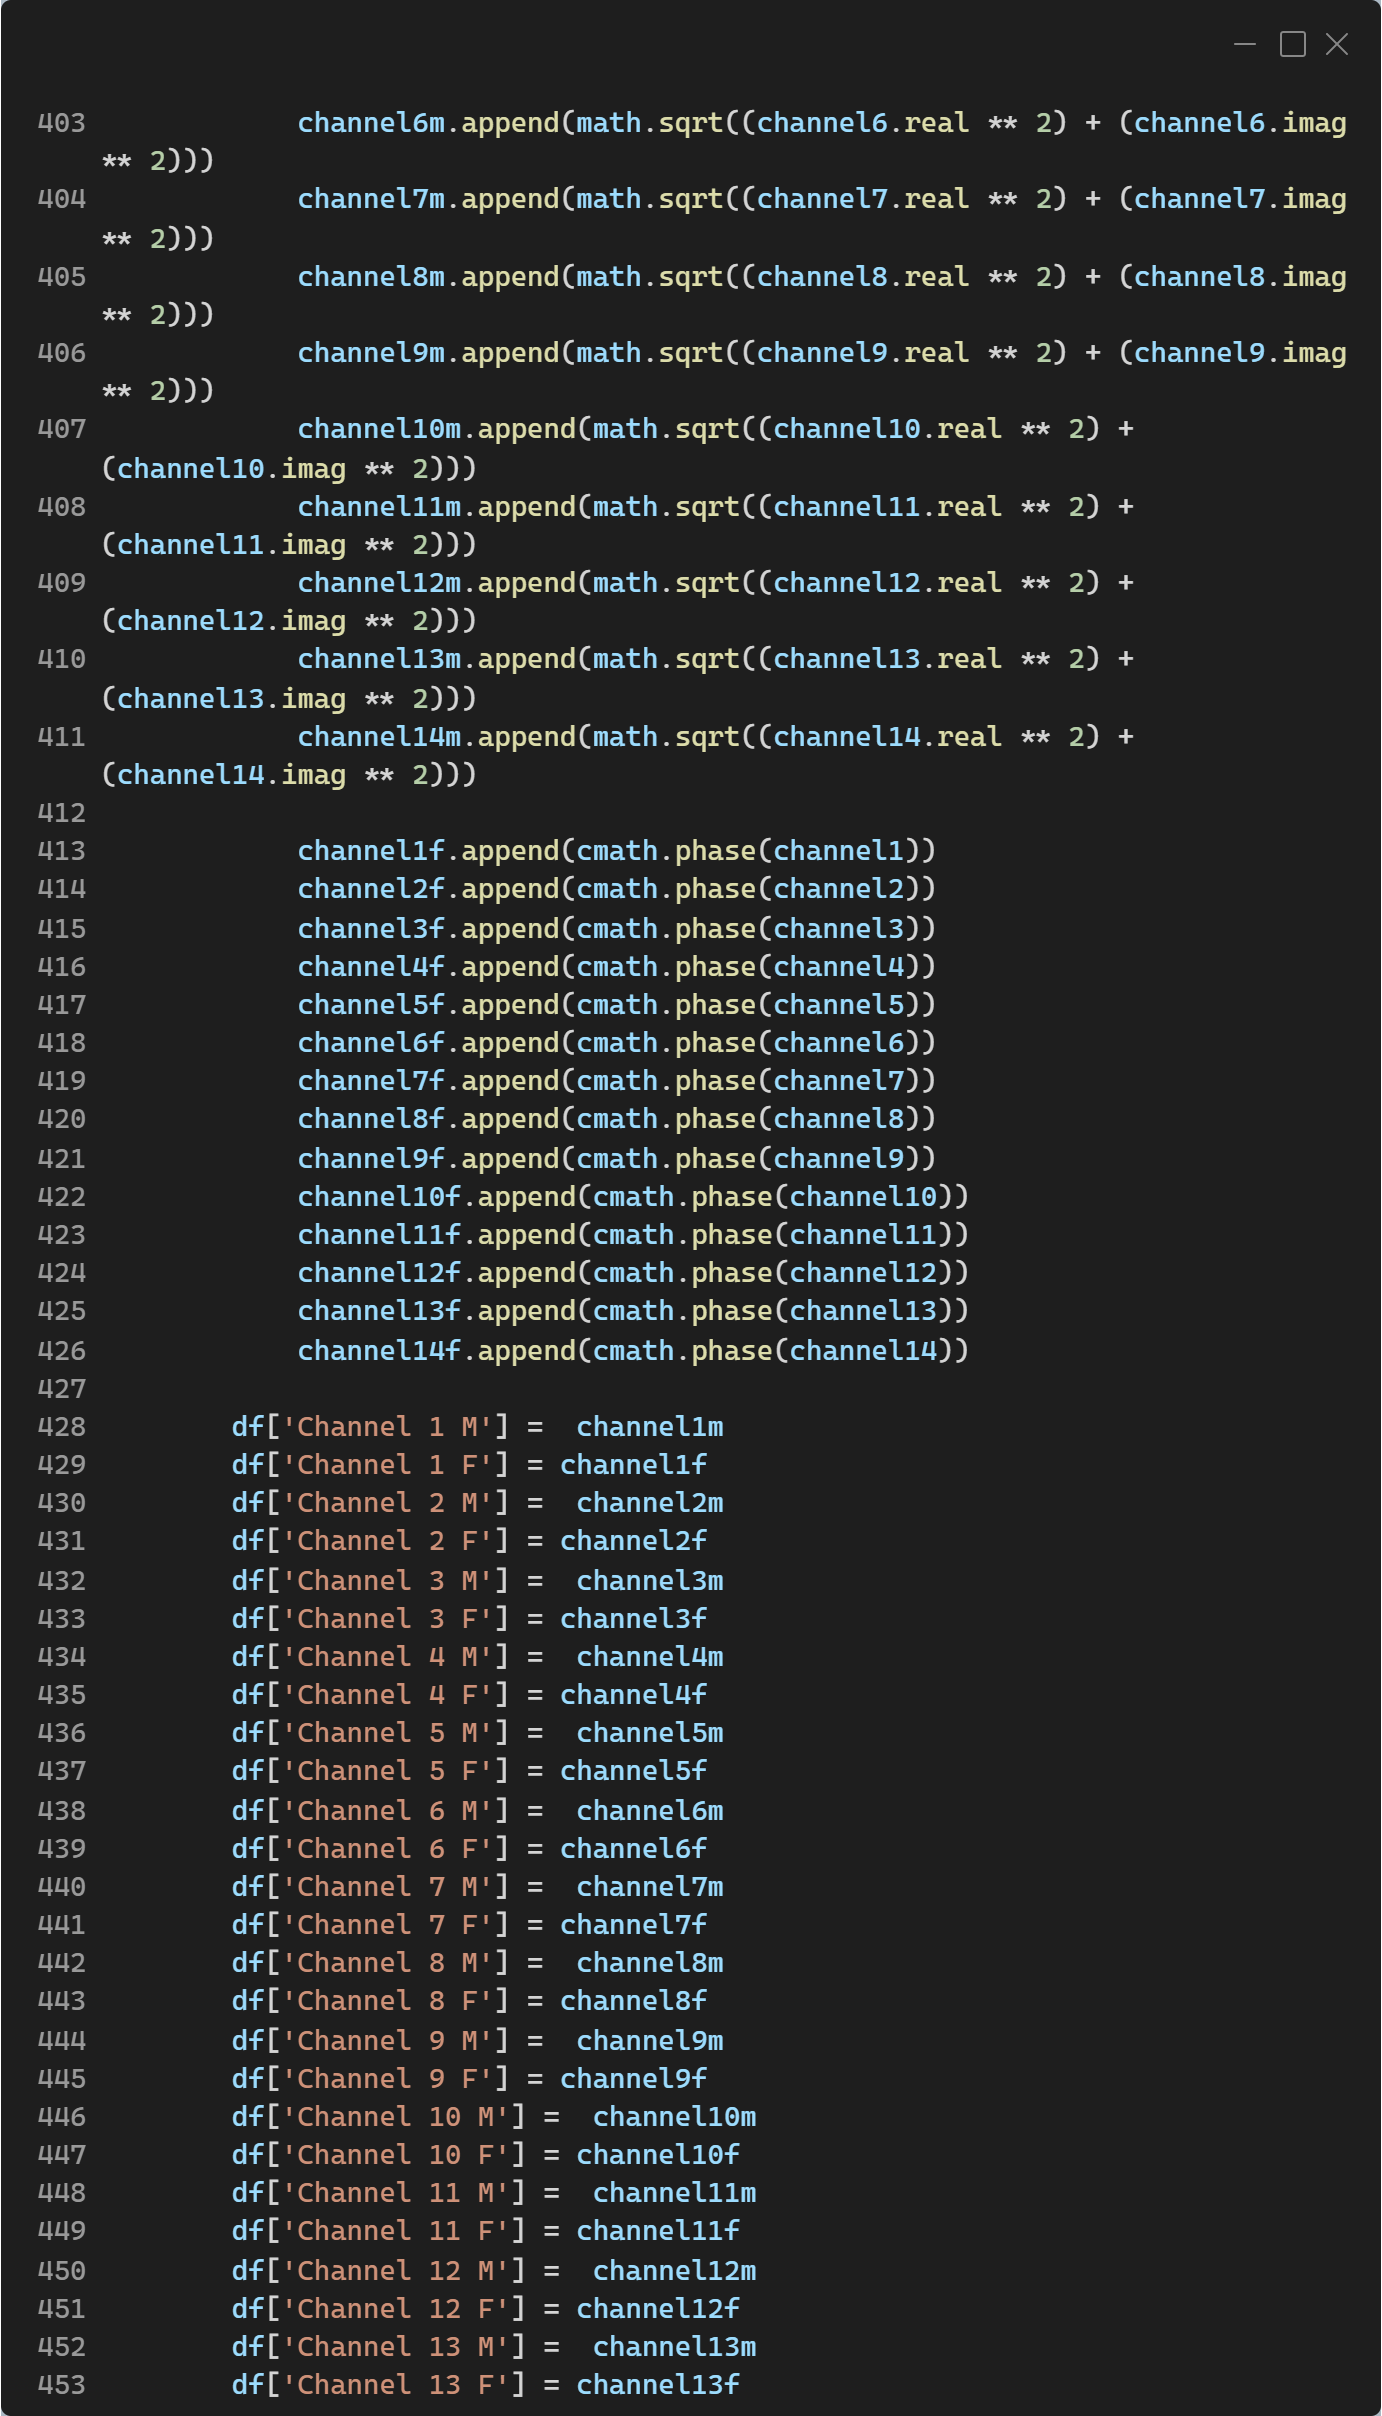 403             channel6m.append(math.sqrt((channel6.real ** 2) + (channel6.imag
    ** 2)))
404             channel7m.append(math.sqrt((channel7.real ** 2) + (channel7.imag
    ** 2)))
405             channel8m.append(math.sqrt((channel8.real ** 2) + (channel8.imag
    ** 2)))
406             channel9m.append(math.sqrt((channel9.real ** 2) + (channel9.imag
    ** 2)))
407             channel10m.append(math.sqrt((channel10.real ** 2) +
    (channel10.imag ** 2)))
408             channel11m.append(math.sqrt((channel11.real ** 2) +
    (channel11.imag ** 2)))
409             channel12m.append(math.sqrt((channel12.real ** 2) +
    (channel12.imag ** 2)))
410             channel13m.append(math.sqrt((channel13.real ** 2) +
    (channel13.imag ** 2)))
411             channel14m.append(math.sqrt((channel14.real ** 2) +
    (channel14.imag ** 2)))
412
413             channel1f.append(cmath.phase(channel1))
414             channel2f.append(cmath.phase(channel2))
415             channel3f.append(cmath.phase(channel3))
416             channel4f.append(cmath.phase(channel4))
417             channel5f.append(cmath.phase(channel5))
418             channel6f.append(cmath.phase(channel6))
419             channel7f.append(cmath.phase(channel7))
420             channel8f.append(cmath.phase(channel8))
421             channel9f.append(cmath.phase(channel9))
422             channel10f.append(cmath.phase(channel10))
423             channel11f.append(cmath.phase(channel11))
424             channel12f.append(cmath.phase(channel12))
425             channel13f.append(cmath.phase(channel13))
426             channel14f.append(cmath.phase(channel14))
427
428         df['Channel 1 M'] =  channel1m
429         df['Channel 1 F'] = channel1f
430         df['Channel 2 M'] =  channel2m
431         df['Channel 2 F'] = channel2f
432         df['Channel 3 M'] =  channel3m
433         df['Channel 3 F'] = channel3f
434         df['Channel 4 M'] =  channel4m
435         df['Channel 4 F'] = channel4f
436         df['Channel 5 M'] =  channel5m
437         df['Channel 5 F'] = channel5f
438         df['Channel 6 M'] =  channel6m
439         df['Channel 6 F'] = channel6f
440         df['Channel 7 M'] =  channel7m
441         df['Channel 7 F'] = channel7f
442         df['Channel 8 M'] =  channel8m
443         df['Channel 8 F'] = channel8f
444         df['Channel 9 M'] =  channel9m
445         df['Channel 9 F'] = channel9f
446         df['Channel 10 M'] =  channel10m
447         df['Channel 10 F'] = channel10f
448         df['Channel 11 M'] =  channel11m
449         df['Channel 11 F'] = channel11f
450         df['Channel 12 M'] =  channel12m
451         df['Channel 12 F'] = channel12f
452         df['Channel 13 M'] =  channel13m
453         df['Channel 13 F'] = channel13f